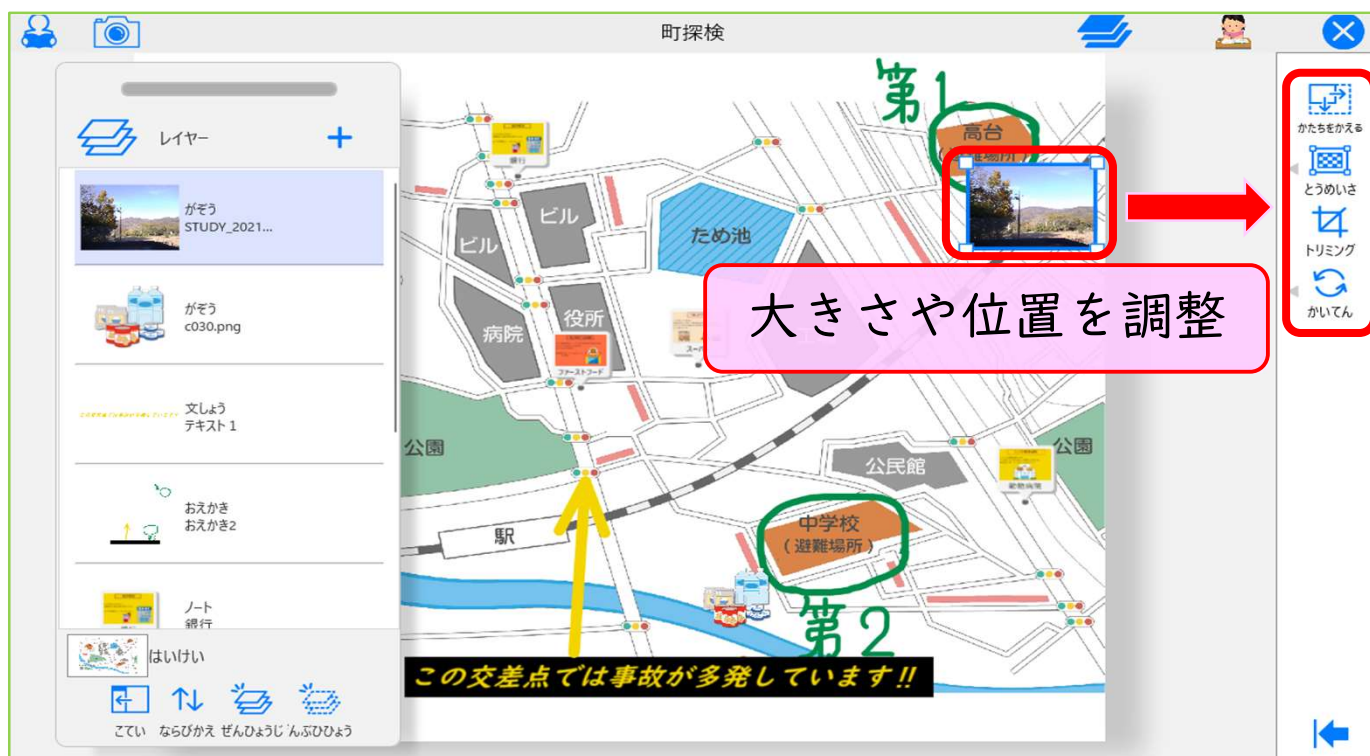 町探検
レイヤー
がぞう
STUDY_2021...
がぞう
c030.png
文しょう
テキスト 1
おえかき
おえかき2
ノート
銀行
はいけい
こてい
ならびかえ
ぜんひょうじ
んぶひひょう
第1
高台
銀行
ビル
ビル
ため池
病院
役所
ファーストフード
大きさや位置を調整
公園
公民館
公園
動物病院
駅
中学校
(避難場所)
第2
この交差点では事故が多発しています!!
かたちをかえる
とうめいさ
トリミング
かいてん